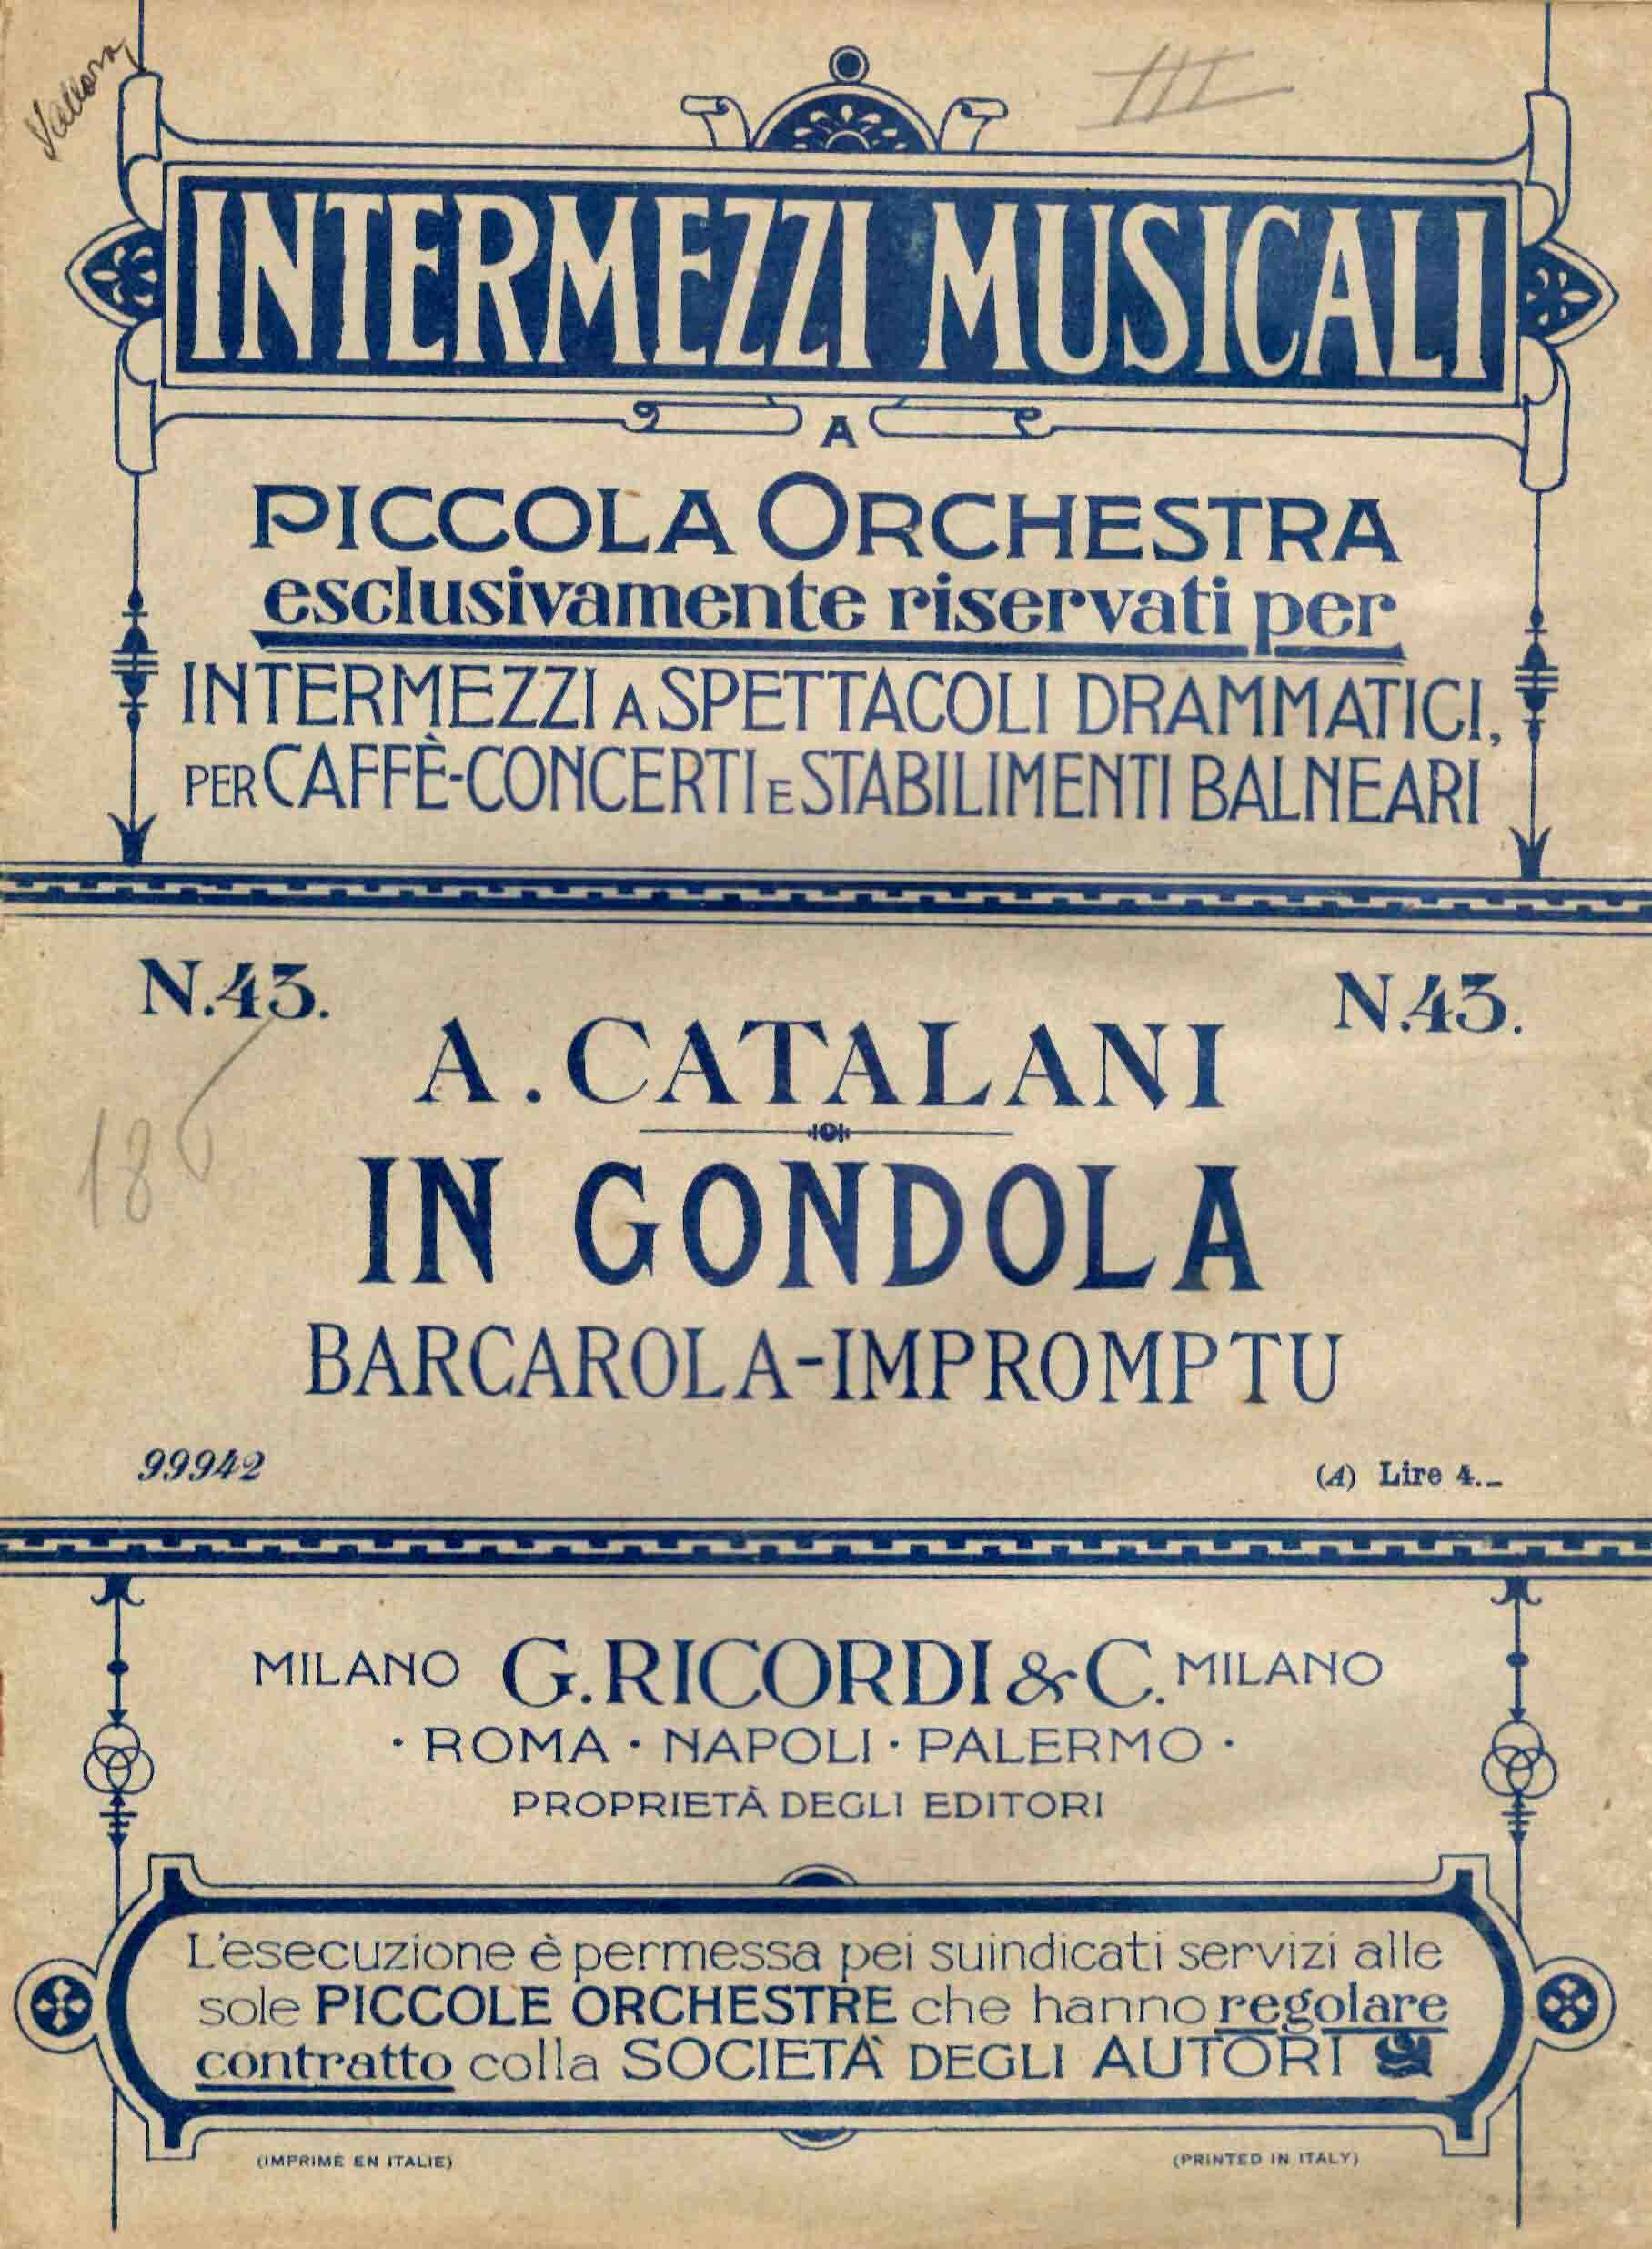 III
INTERMEZZI MUSICALI
A
PICCOLA ORCHESTRA
esclusivamente riservati per
INTERMEZZI A SPETTACOLI DRAMMATICI,
PER CAFFÈ-CONCERTI E STABILIMENTI BALNEARI
N.43. N.43.
A. CATALANI
186
IN GONDOLA
BARCAROLA-IMPROMPTU
99942 (A) Lire 4._
MILANO G. RICORDI & C. MILANO
· ROMA · NAPOLI · PALERMO ·
PROPRIETÀ DEGLI EDITORI
L'esecuzione è permessa pei suindicati servizi alle
sole PICCOLE ORCHESTRE che hanno regolare
contratto colla SOCIETÀ DEGLI AUTORI
(IMPRIMÉ EN ITALIE) (PRINTED IN ITALY)